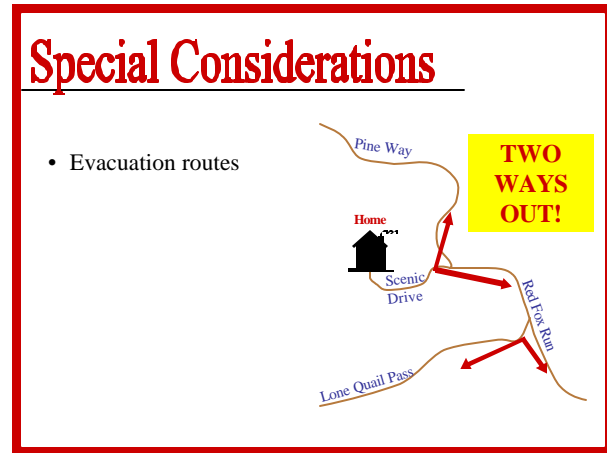 Special Considerations
• Evacuation routes
Pine Way
TWO
WAYS
OUT!
Home
Scenic
Drive
Red Fox Run
Lone Quail Pass